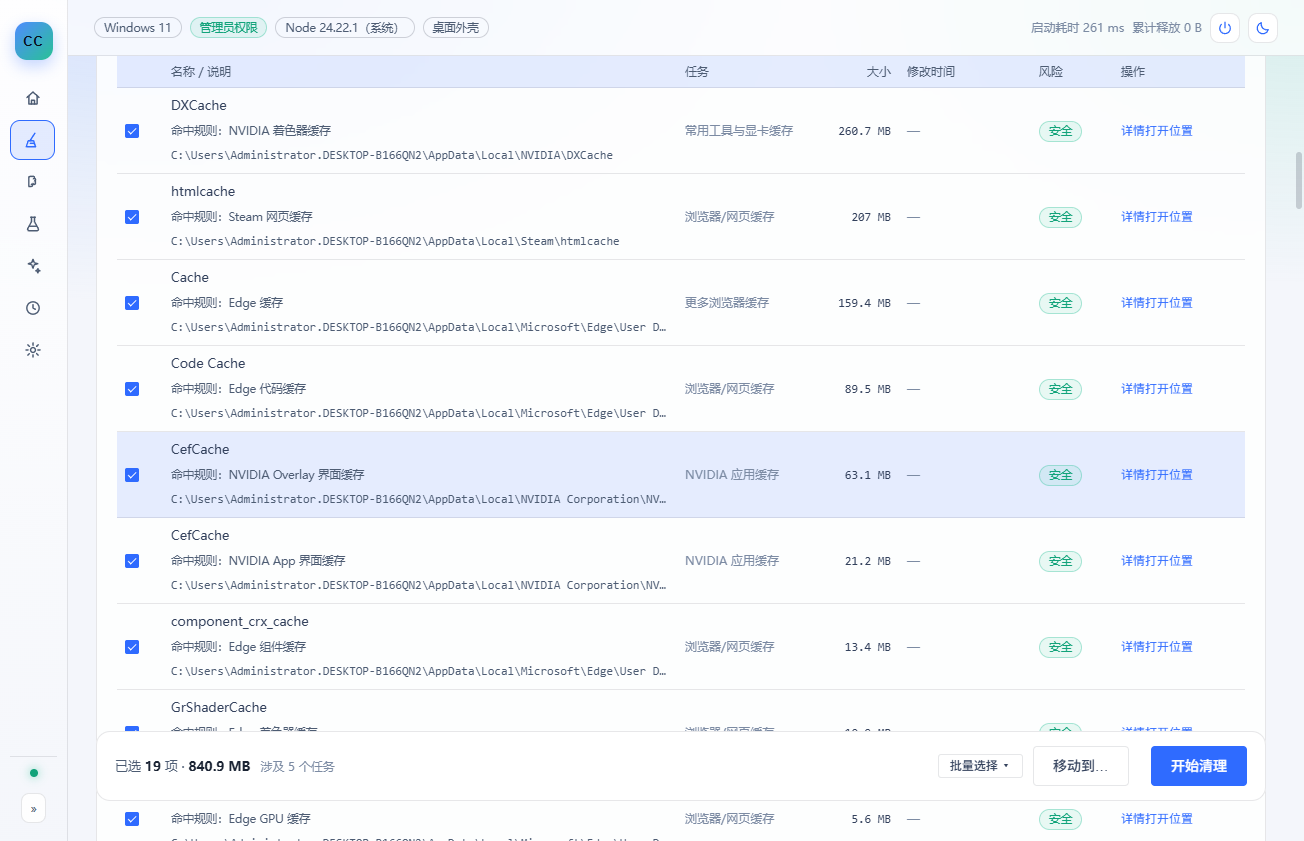 CC
Windows 11 管理员权限 Node 24.22.1（系统） 桌面外壳 启动耗时 261 ms 累计释放 0 B
名称 / 说明 任务 大小 修改时间 风险 操作
DXCache
命中规则：NVIDIA 着色器缓存 常用工具与显卡缓存 260.7 MB — 安全 详情打开位置
C:\Users\Administrator.DESKTOP-B166QN2\AppData\Local\NVIDIA\DXCache
htmlcache
命中规则：Steam 网页缓存 浏览器/网页缓存 207 MB — 安全 详情打开位置
C:\Users\Administrator.DESKTOP-B166QN2\AppData\Local\Steam\htmlcache
Cache
命中规则：Edge 缓存 更多浏览器缓存 159.4 MB — 安全 详情打开位置
C:\Users\Administrator.DESKTOP-B166QN2\AppData\Local\Microsoft\Edge\User D…
Code Cache
命中规则：Edge 代码缓存 浏览器/网页缓存 89.5 MB — 安全 详情打开位置
C:\Users\Administrator.DESKTOP-B166QN2\AppData\Local\Microsoft\Edge\User D…
CefCache
命中规则：NVIDIA Overlay 界面缓存 NVIDIA 应用缓存 63.1 MB — 安全 详情打开位置
C:\Users\Administrator.DESKTOP-B166QN2\AppData\Local\NVIDIA Corporation\NV…
CefCache
命中规则：NVIDIA App 界面缓存 NVIDIA 应用缓存 21.2 MB — 安全 详情打开位置
C:\Users\Administrator.DESKTOP-B166QN2\AppData\Local\NVIDIA Corporation\NV…
component_crx_cache
命中规则：Edge 组件缓存 浏览器/网页缓存 13.4 MB — 安全 详情打开位置
C:\Users\Administrator.DESKTOP-B166QN2\AppData\Local\Microsoft\Edge\User D…
GrShaderCache
已选 19 项 · 840.9 MB 涉及 5 个任务 批量选择 移动到… 开始清理
» 命中规则：Edge GPU 缓存 浏览器/网页缓存 5.6 MB — 安全 详情打开位置